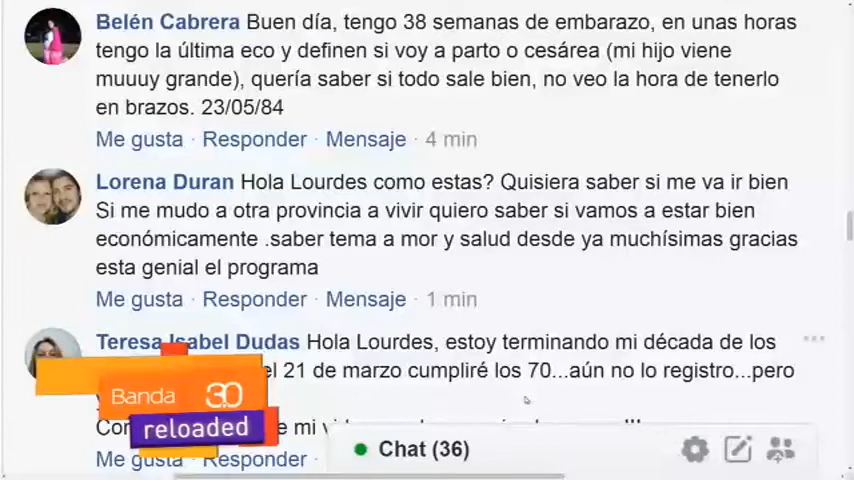 Belén Cabrera Buen día, tengo 38 semanas de embarazo, en unas horas
tengo la última eco y definen si voy a parto o cesárea (mi hijo viene
muuuy grande), quería saber si todo sale bien, no veo la hora de tenerlo
en brazos. 23/05/84
Me gusta · Responder · Mensaje · 4 min
Lorena Duran Hola Lourdes como estas? Quisiera saber si me va ir bien
Si me mudo a otra provincia a vivir quiero saber si vamos a estar bien
económicamente .saber tema a mor y salud desde ya muchísimas gracias
esta genial el programa
Me gusta · Responder · Mensaje · 1 min
Teresa Isabel Dudas Hola Lourdes, estoy terminando mi década de los
el 21 de marzo cumpliré los 70...aún no lo registro...pero
Banda 3.0
reloaded
mi
Chat (36)
Me gusta · Responder ·